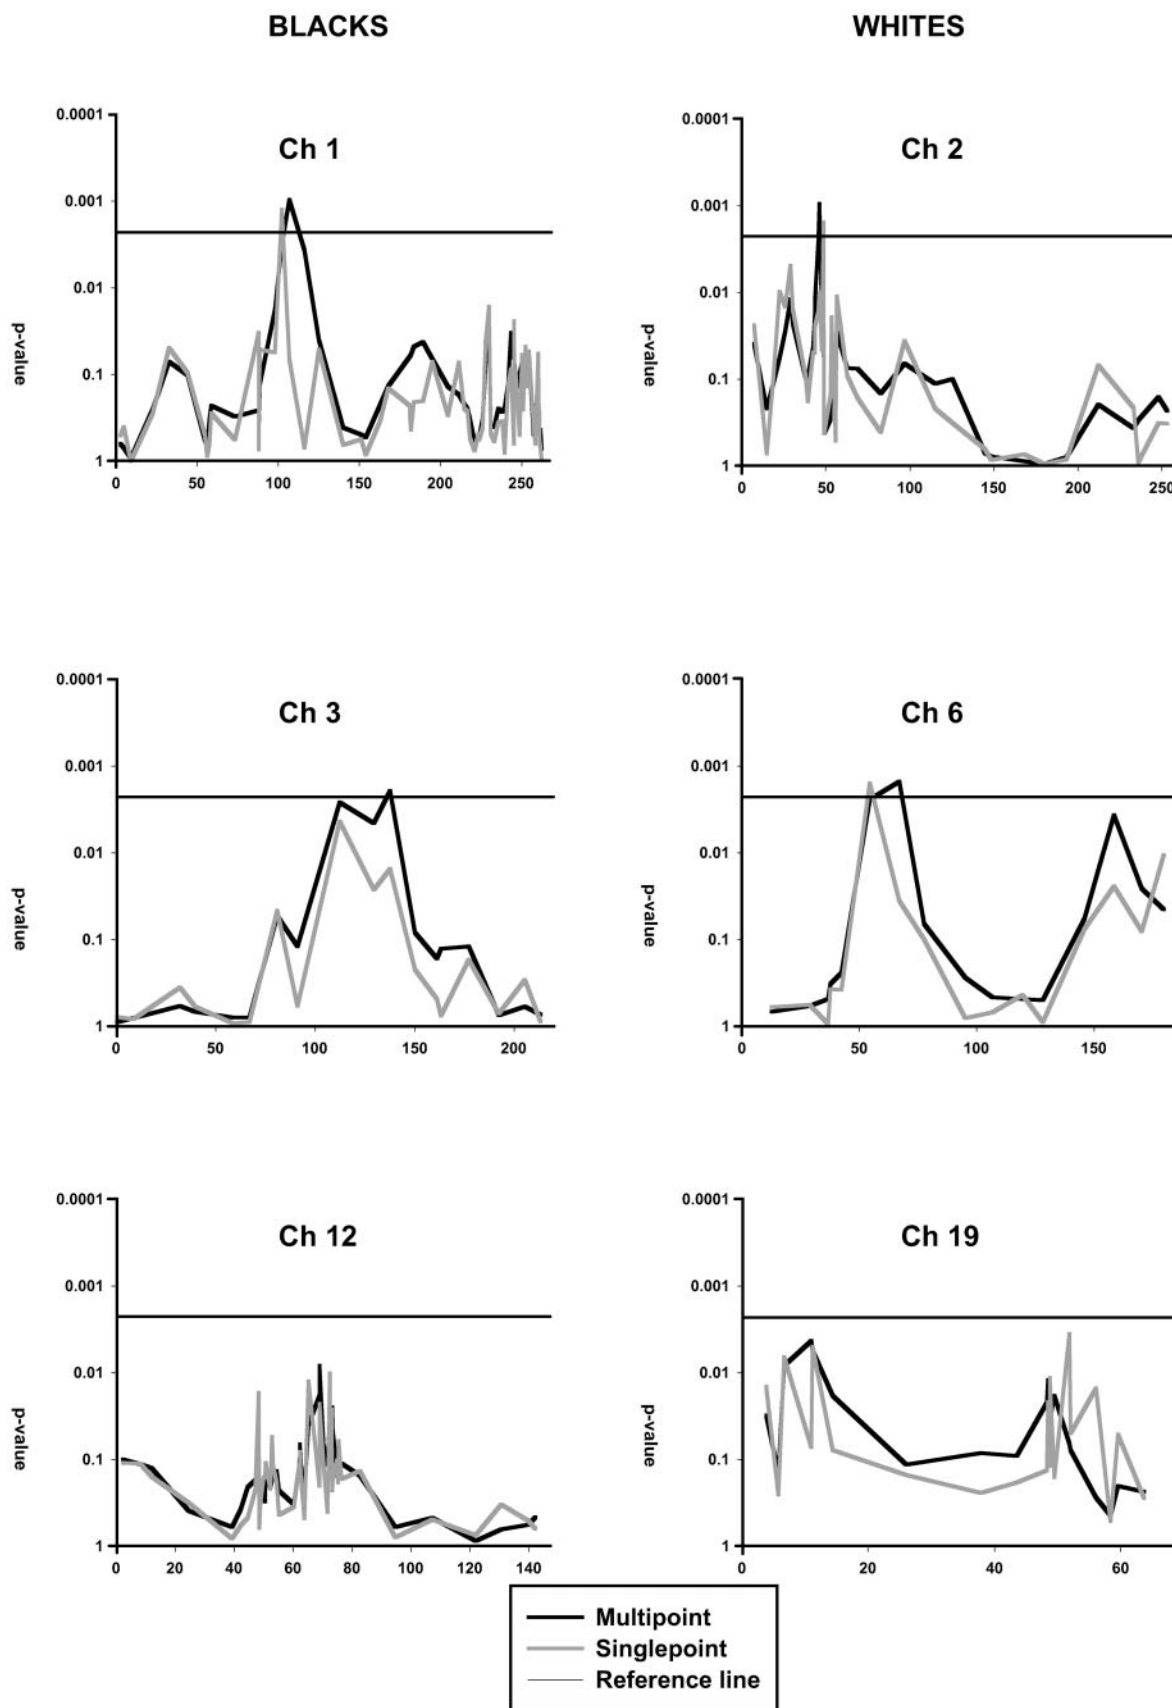 BLACKS
WHITES
Ch 1
p-value
0.0001
0.001
0.01
0.1
1
0 50 100 150 200 250
Ch 2
p-value
0.0001
0.001
0.01
0.1
1
0 50 100 150 200 250
Ch 3
p-value
0.0001
0.001
0.01
0.1
1
0 50 100 150 200
Ch 6
p-value
0.0001
0.001
0.01
0.1
1
0 50 100 150
Ch 12
p-value
0.0001
0.001
0.01
0.1
1
0 20 40 60 80 100 120 140
Ch 19
p-value
0.0001
0.001
0.01
0.1
1
0 20 40 60
Multipoint
Singlepoint
Reference line